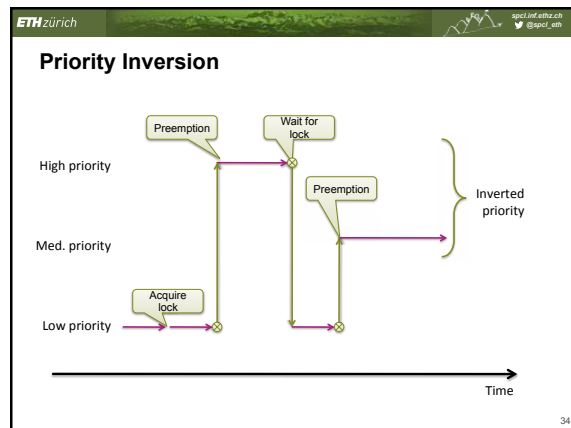 ETH zürich
spcl.inf.ethz.ch
@spcl_eth
Priority Inversion
Preemption
Wait for
lock
High priority
Preemption
Inverted
priority
Med. priority
Acquire
lock
Low priority
Time
34